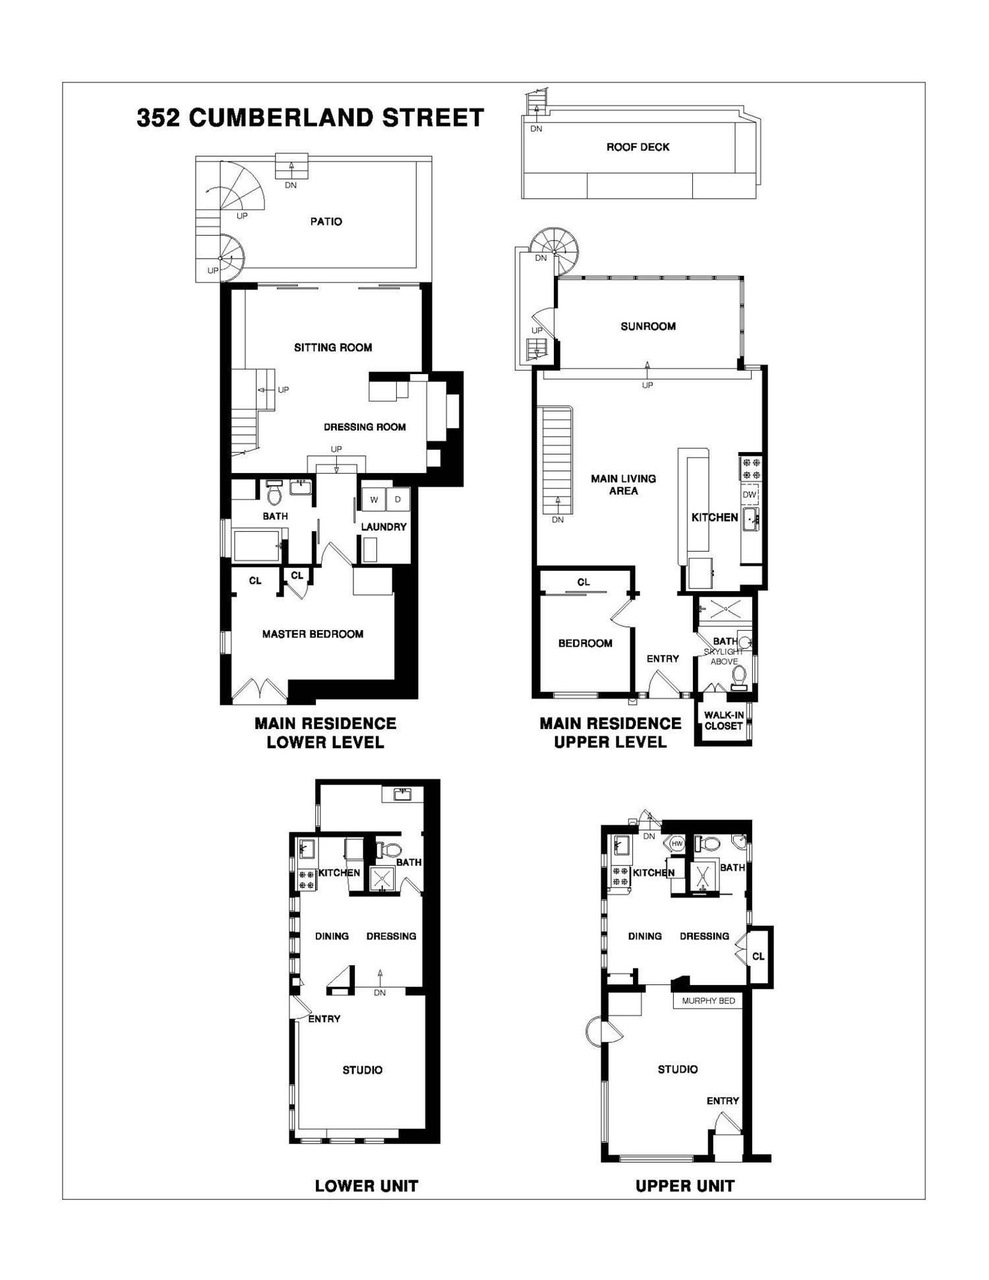 352 CUMBERLAND STREET
DN
ROOF DECK
DN
UP
PATIO
UP
DN
UP
SUNROOM
SITTING ROOM
UP
UP
DRESSING ROOM
UP
MAIN LIVING
AREA
DN
DW
KITCHEN
W
D
BATH
LAUNDRY
CL
CL
MASTER BEDROOM
CL
BEDROOM
ENTRY
BATH
SKYLIGHT
ABOVE
WALK-IN
CLOSET
MAIN RESIDENCE
LOWER LEVEL
MAIN RESIDENCE
UPPER LEVEL
KITCHEN
BATH
DINING
DRESSING
DN
ENTRY
STUDIO
LOWER UNIT
DN
HW
KITCHEN
BATH
DINING
DRESSING
CL
MURPHY BED
STUDIO
ENTRY
UPPER UNIT